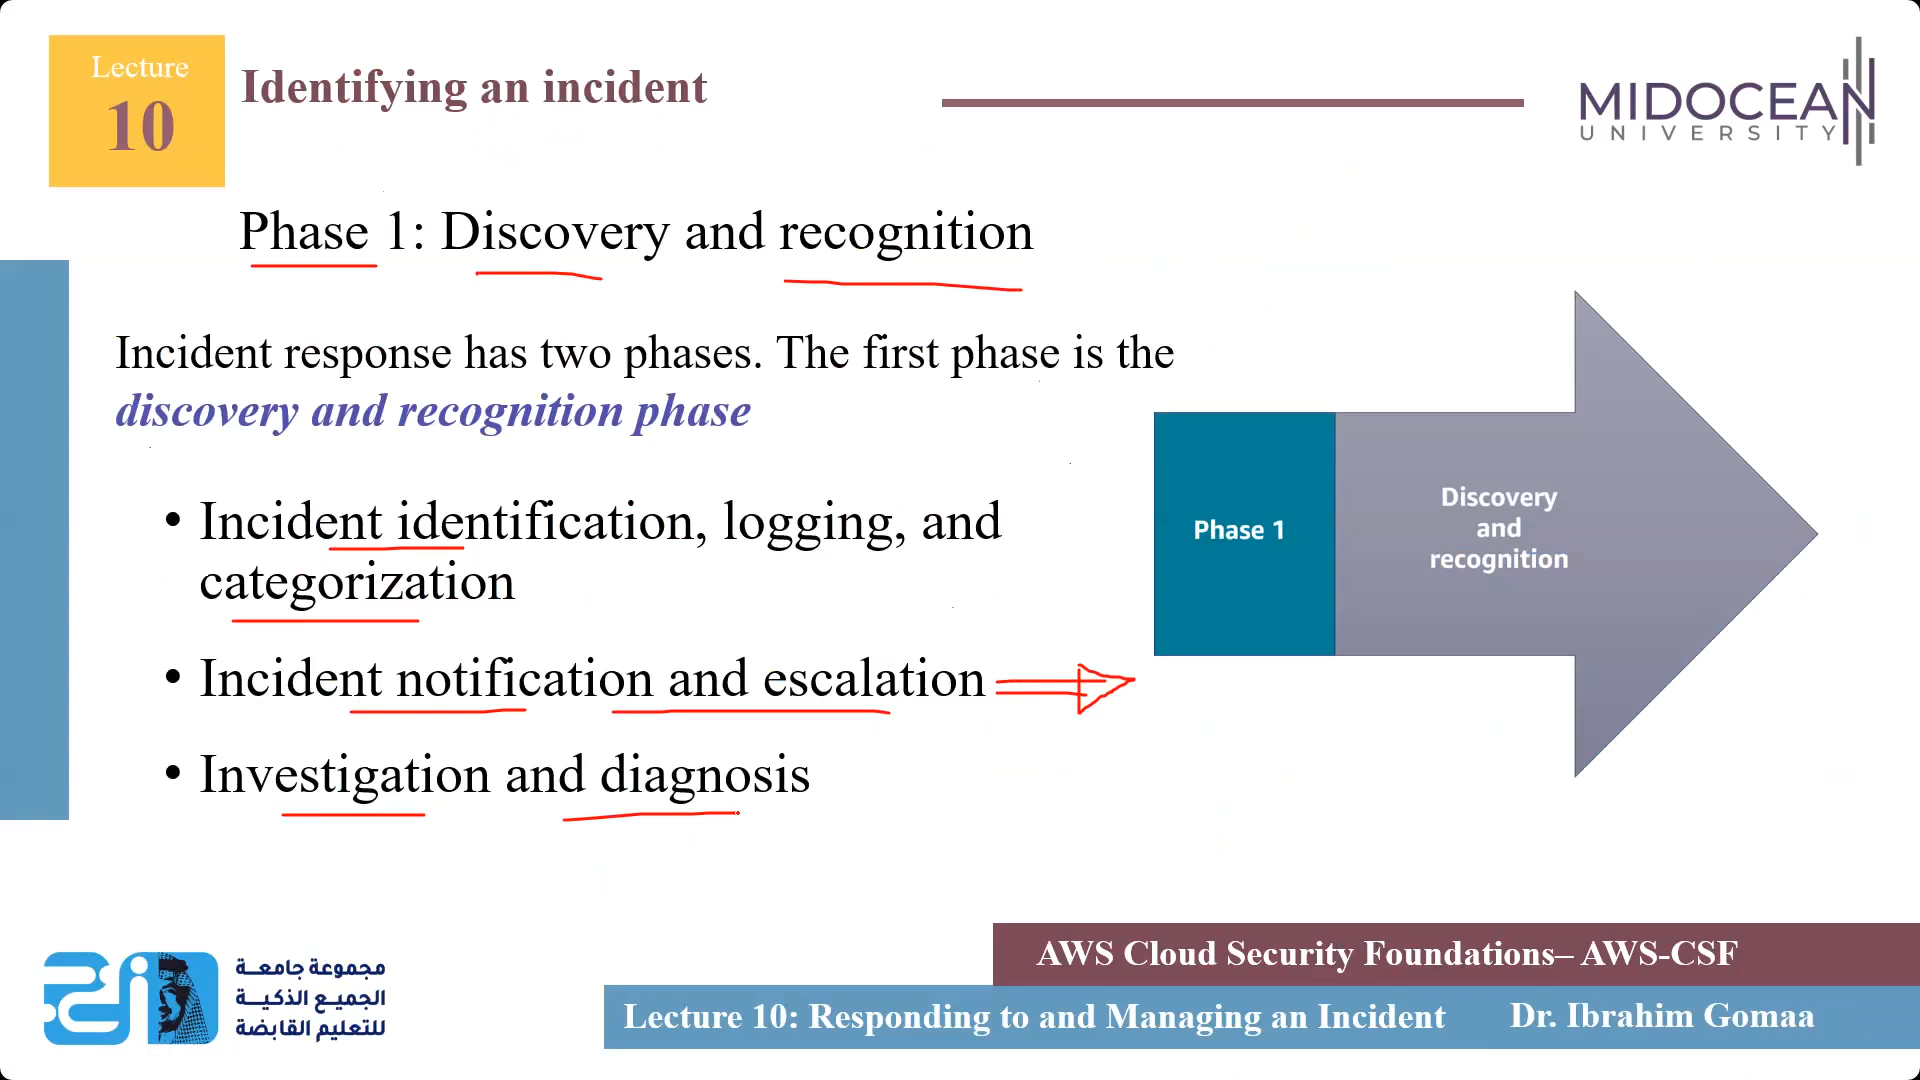 Lecture
10
Identifying an incident
MIDOCEAN
UNIVERSITY
Phase 1: Discovery and recognition
Incident response has two phases. The first phase is the
discovery and recognition phase
• Incident identification, logging, and
categorization
• Incident notification and escalation
• Investigation and diagnosis
Phase 1
Discovery
and
recognition
مجموعة جامعة
الجميع الذكية
للتعليم القابضة
AWS Cloud Security Foundations– AWS-CSF
Lecture 10: Responding to and Managing an Incident Dr. Ibrahim Gomaa